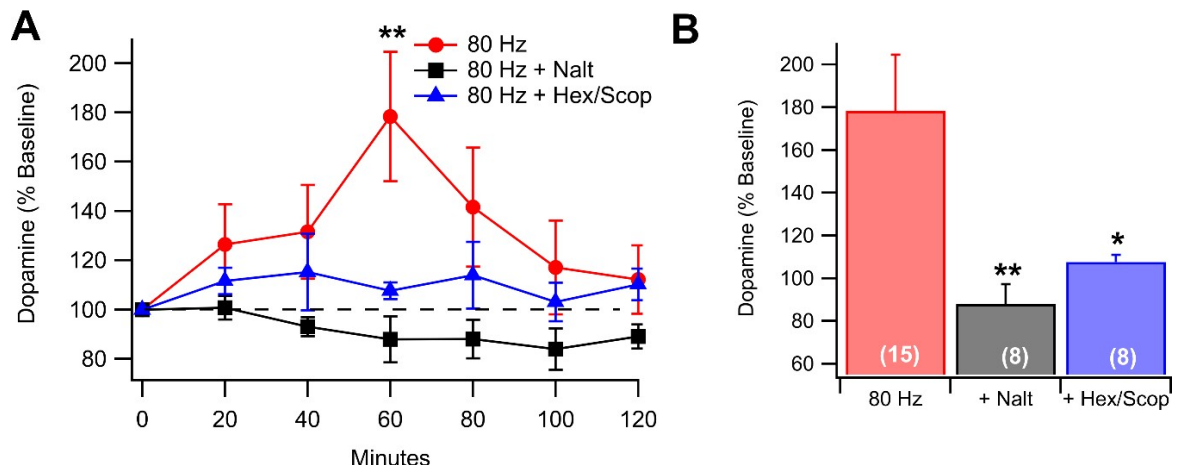 A
Dopamine (% Baseline)
200
180
160
140
120
100
80
**
80 Hz
80 Hz + Nalt
80 Hz + Hex/Scop
0 20 40 60 80 100 120
Minutes
B
Dopamine (% Baseline)
200
180
160
140
120
100
80
60
**
*
(15) (8) (8)
80 Hz + Nalt + Hex/Scop